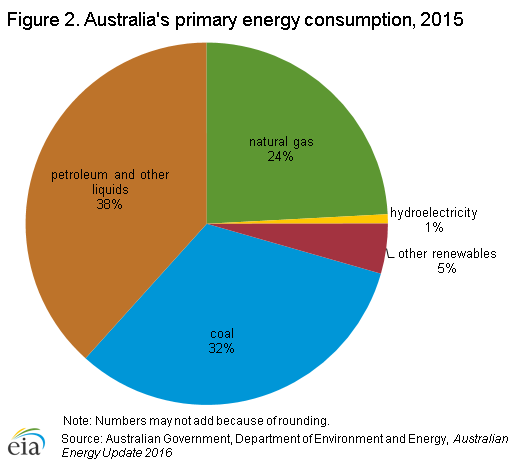 Figure 2. Australia's primary energy consumption, 2015
natural gas
24%
petroleum and other
liquids
38%
hydroelectricity
1%
other renewables
5%
coal
32%
Note: Numbers may not add because of rounding.
eia
Source: Australian Government, Department of Environment and Energy, Australian
Energy Update 2016